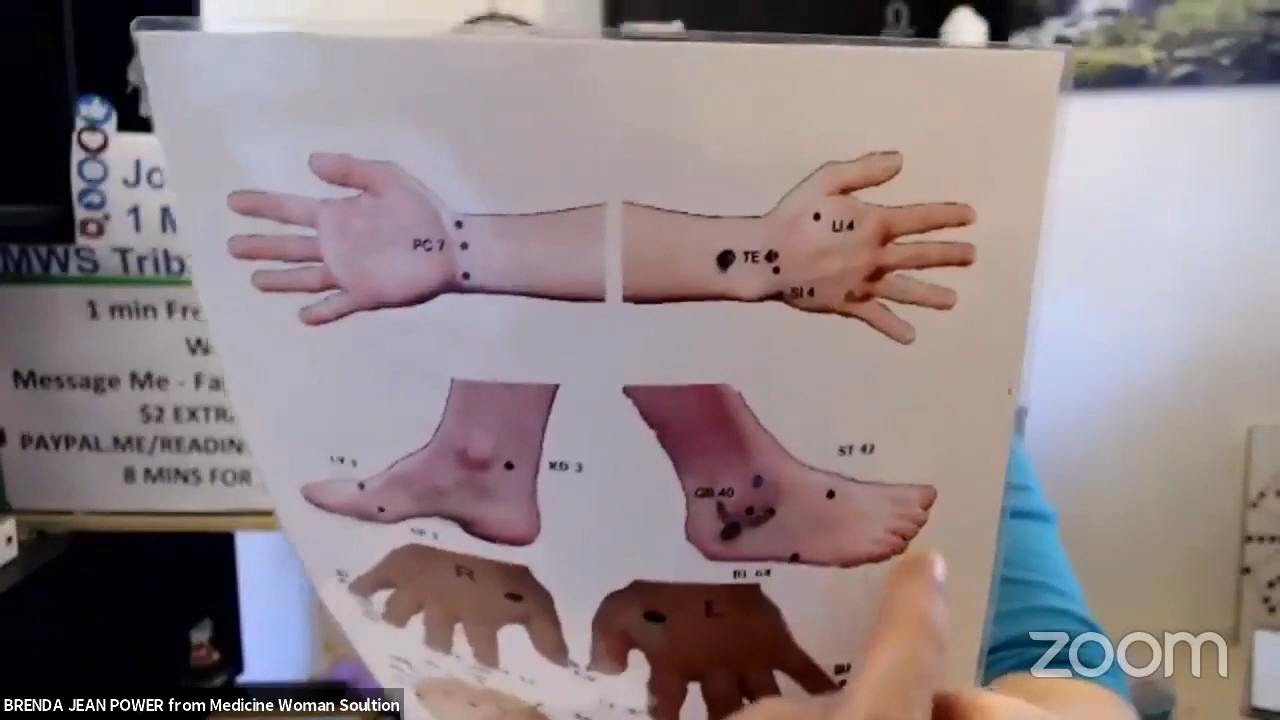 Jo
1 M
MWS Trib
1 min Fre
W
Message Me - Fa
$2 EXTR
PAYPAL.ME/READIN
8 MINS FOR
PC 7
LI 4
TE
SI 4
KD 3
GB 40
ST 42
R
L
zoom
BRENDA JEAN POWER from Medicine Woman Soultion